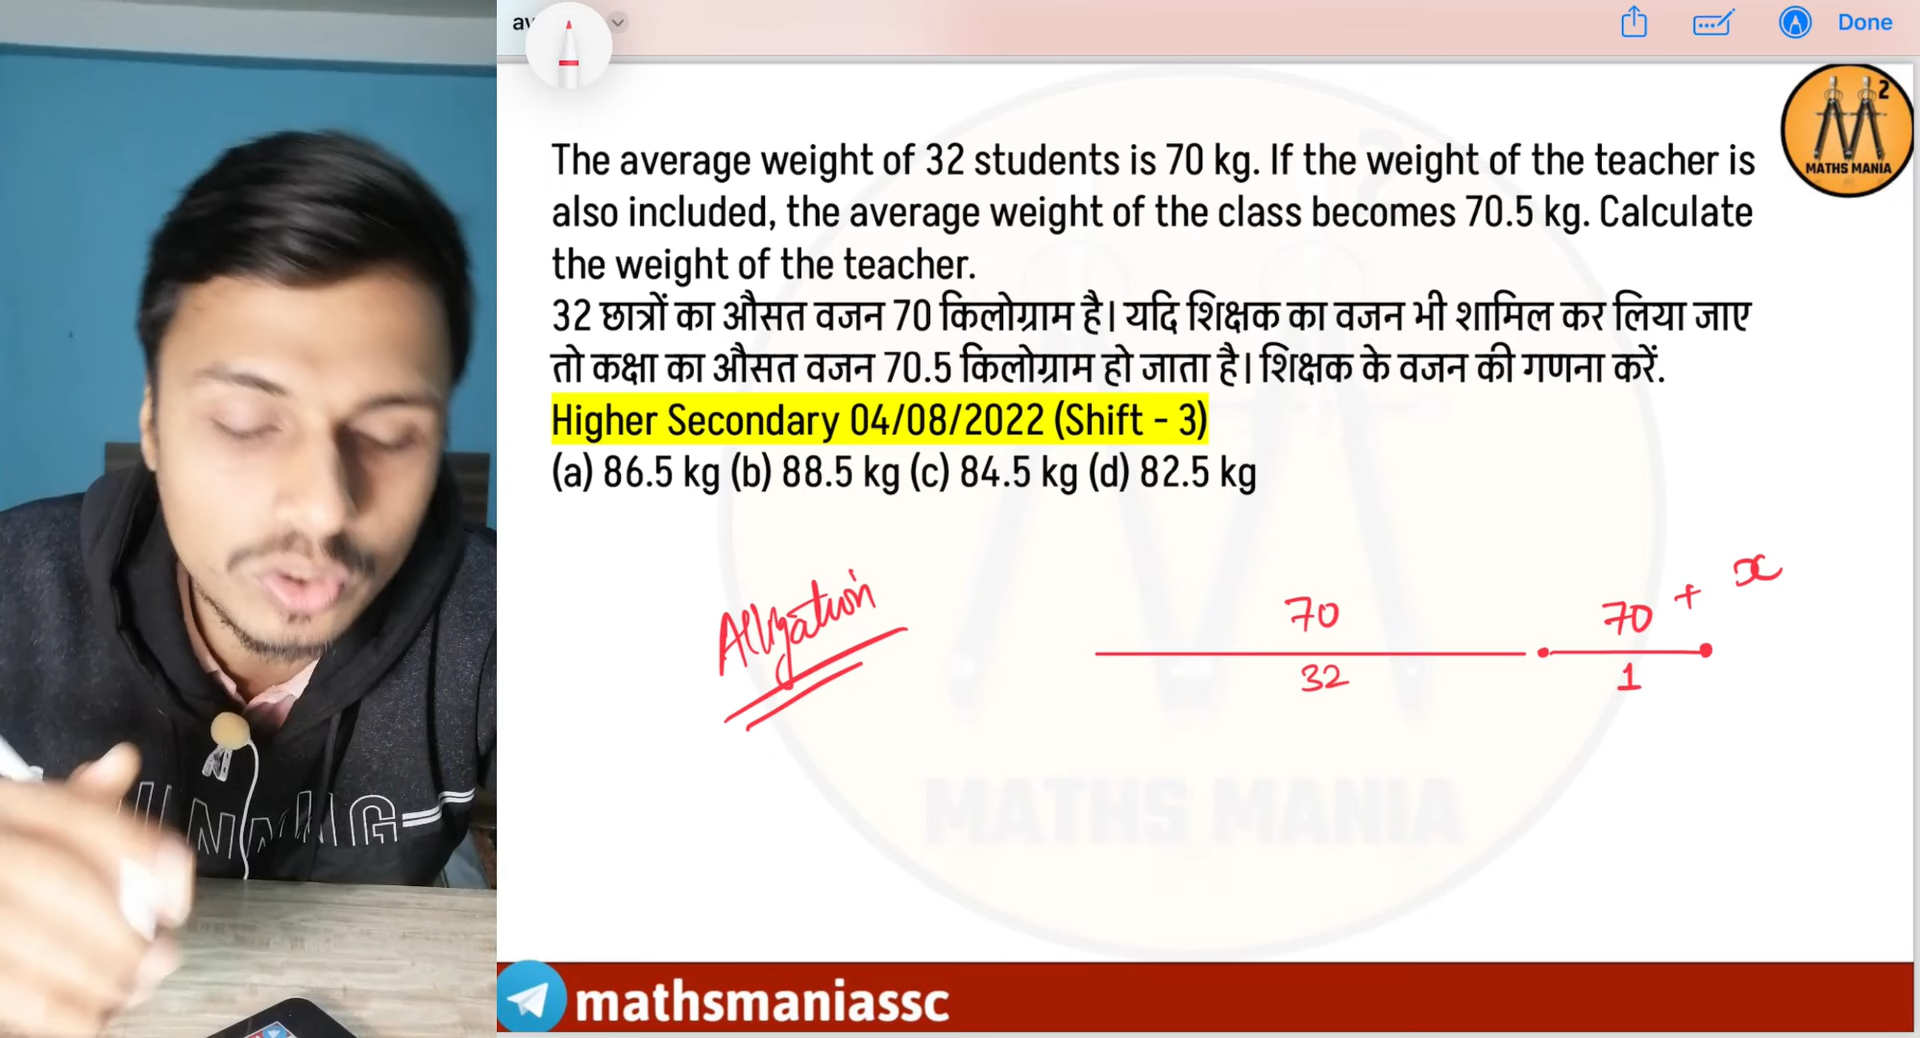 Done
2
MATHS MANIA
The average weight of 32 students is 70 kg. If the weight of the teacher is
also included, the average weight of the class becomes 70.5 kg. Calculate
the weight of the teacher.
32 छात्रों का औसत वजन 70 किलोग्राम है। यदि शिक्षक का वजन भी शामिल कर लिया जाए
तो कक्षा का औसत वजन 70.5 किलोग्राम हो जाता है। शिक्षक के वजन की गणना करें.
Higher Secondary 04/08/2022 (Shift - 3)
(a) 86.5 kg (b) 88.5 kg (c) 84.5 kg (d) 82.5 kg
Alligation
70 70 + x
32 1
MATHS MANIA
mathsmaniassc